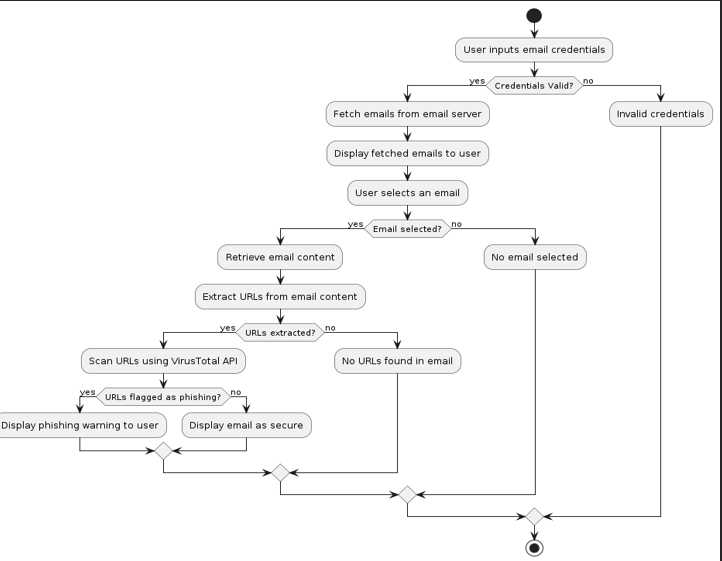 User inputs email credentials
yes
Credentials Valid?
no
Fetch emails from email server
Invalid credentials
Display fetched emails to user
User selects an email
yes
Email selected?
no
Retrieve email content
No email selected
Extract URLs from email content
yes
URLs extracted?
no
Scan URLs using VirusTotal API
No URLs found in email
yes
URLs flagged as phishing?
no
Display phishing warning to user
Display email as secure